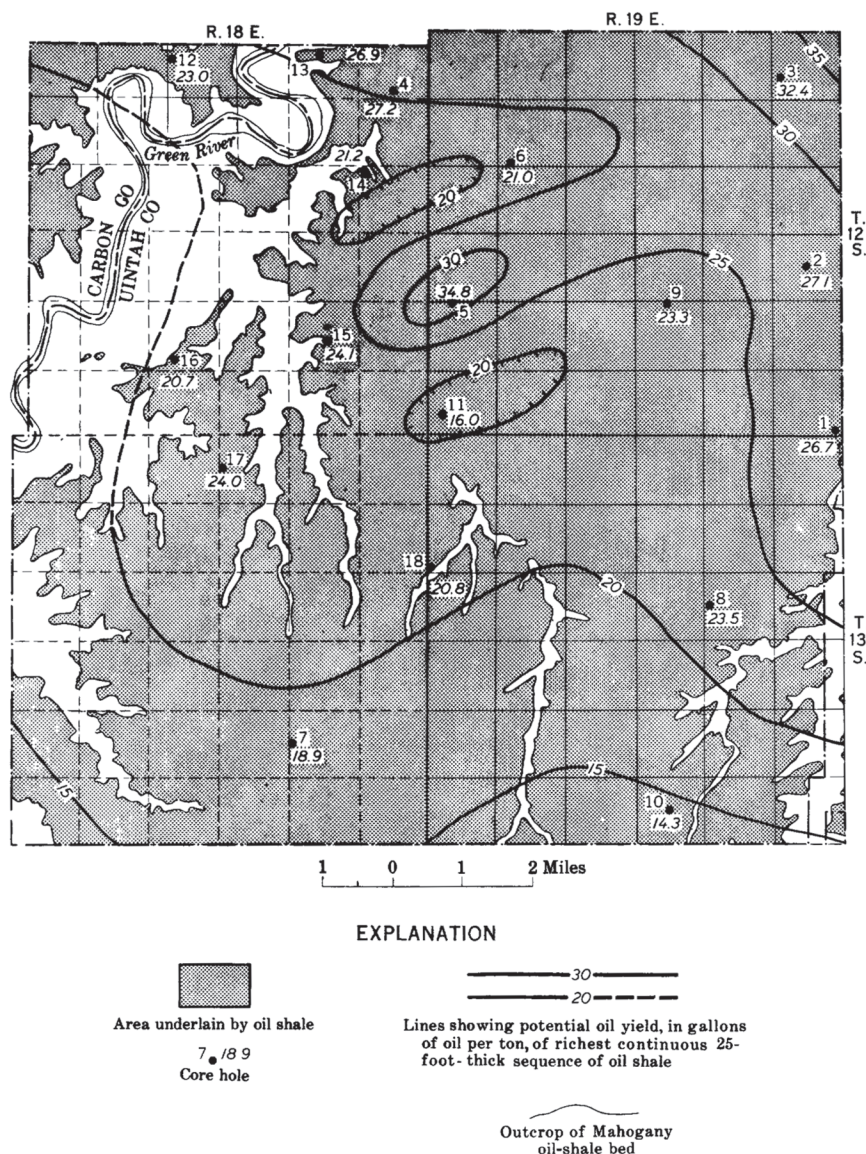 R. 18 E.
R. 19 E.
12
23.0
13
26.9
4
27.2
3
32.4
35
30
Green River
21.2
14
6
21.0
20
T.
12
S.
CARBON CO
UINTAH CO
30
34.8
5
25
2
27.1
9
23.3
15
24.1
16
20.7
20
11
16.0
1
26.7
17
24.0
18
20.8
20
8
23.5
T
13
S.
7
18.9
15
15
10
14.3
1 0 1 2 Miles
EXPLANATION
Area underlain by oil shale
7 18 9
Core hole
30
20
Lines showing potential oil yield, in gallons
of oil per ton, of richest continuous 25-
foot-thick sequence of oil shale
Outcrop of Mahogany
oil-shale bed